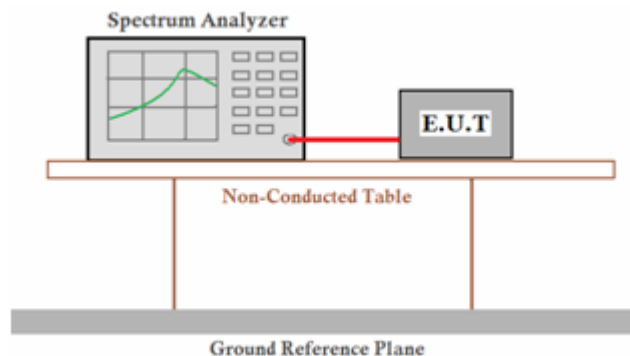 Spectrum Analyzer
E.U.T
Non-Conducted Table
Ground Reference Plane